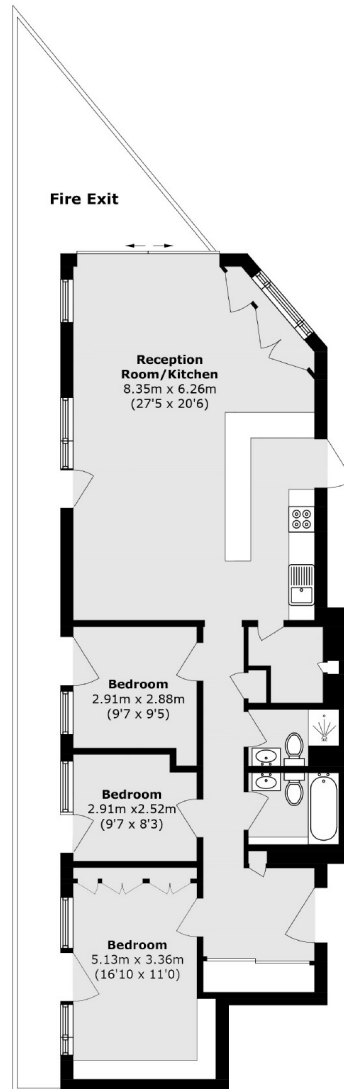 Fire Exit
Reception
Room/Kitchen
8.35m x 6.26m
(27'5 x 20'6)
Bedroom
2.91m x 2.88m
(9'7 x 9'5)
Bedroom
2.91m x2.52m
(9'7 x 8'3)
Bedroom
5.13m x 3.36m
(16'10 x 11'0)